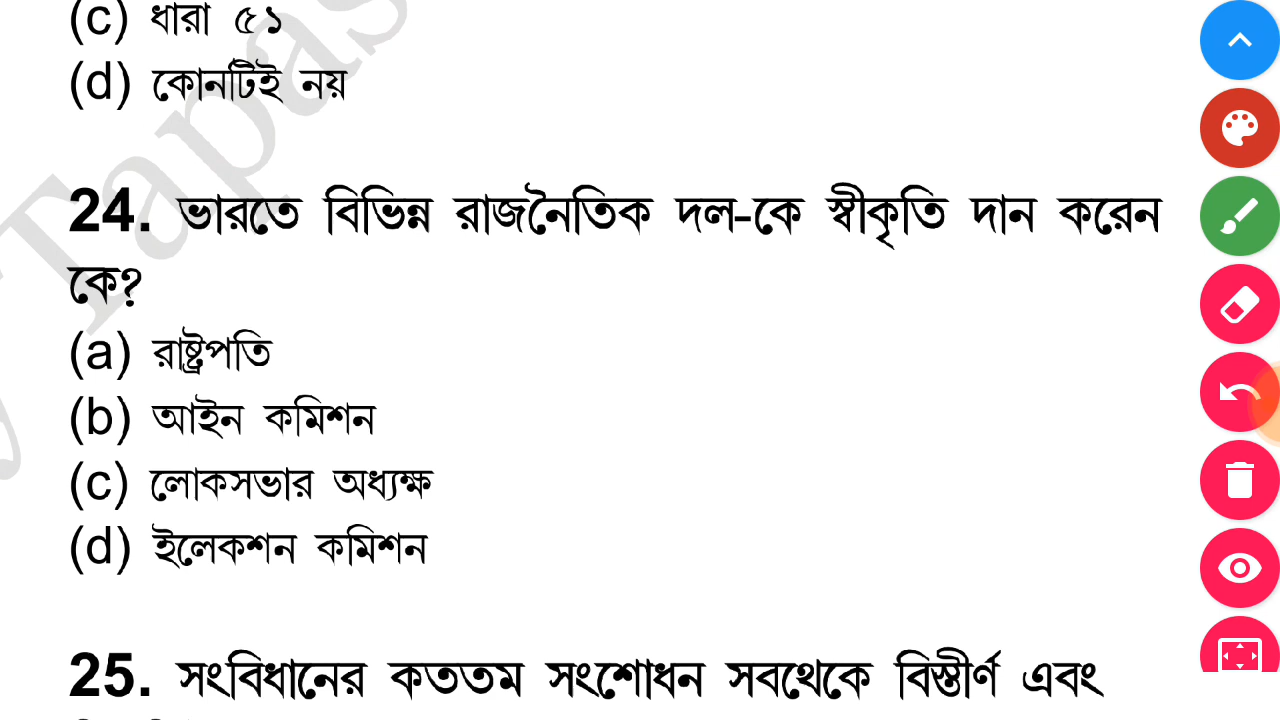 (c) ধারা ৫১
(d) কোনটিই নয়
24. ভারতে বিভিন্ন রাজনৈতিক দল-কে স্বীকৃতি দান করেন
কে?
(a) রাষ্ট্রপতি
(b) আইন কমিশন
(c) লোকসভার অধ্যক্ষ
(d) ইলেকশন কমিশন
25. সংবিধানের কততম সংশোধন সবথেকে বিস্তীর্ণ এবং